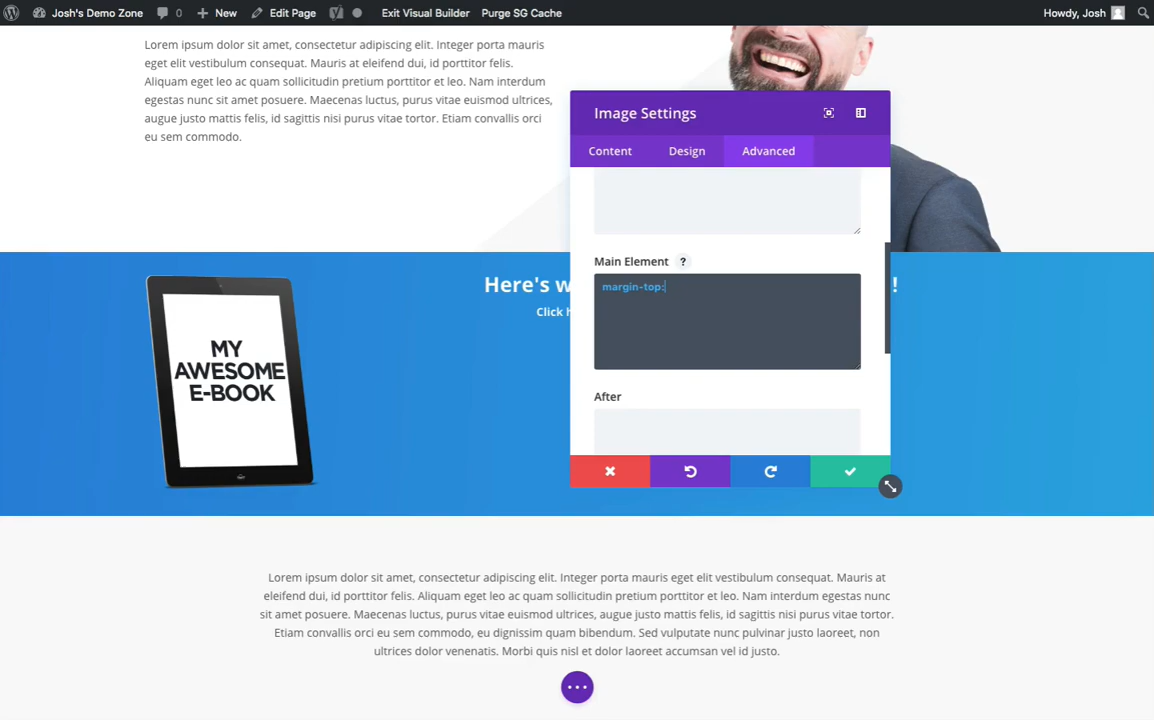 Josh's Demo Zone 0 New Edit Page Exit Visual Builder Purge SG Cache Howdy, Josh
Lorem ipsum dolor sit amet, consectetur adipiscing elit. Integer porta mauris
eget elit vestibulum consequat. Mauris at eleifend dui, id porttitor felis.
Aliquam eget leo ac quam sollicitudin pretium porttitor et leo. Nam interdum
egestas nunc sit amet posuere. Maecenas luctus, purus vitae euismod ultrices,
augue justo mattis felis, id sagittis nisi purus vitae tortor. Etiam convallis orci
eu sem commodo.
Image Settings
Content Design Advanced
Main Element ?
margin-top:
After
Here's w
!
Click h
MY
AWESOME
E-BOOK
Lorem ipsum dolor sit amet, consectetur adipiscing elit. Integer porta mauris eget elit vestibulum consequat. Mauris at
eleifend dui, id porttitor felis. Aliquam eget leo ac quam sollicitudin pretium porttitor et leo. Nam interdum egestas nunc
sit amet posuere. Maecenas luctus, purus vitae euismod ultrices, augue justo mattis felis, id sagittis nisi purus vitae tortor.
Etiam convallis orci eu sem commodo, eu dignissim quam bibendum. Sed vulputate nunc pulvinar justo laoreet, non
ultrices dolor venenatis. Morbi quis nisl et dolor laoreet accumsan vel id justo.